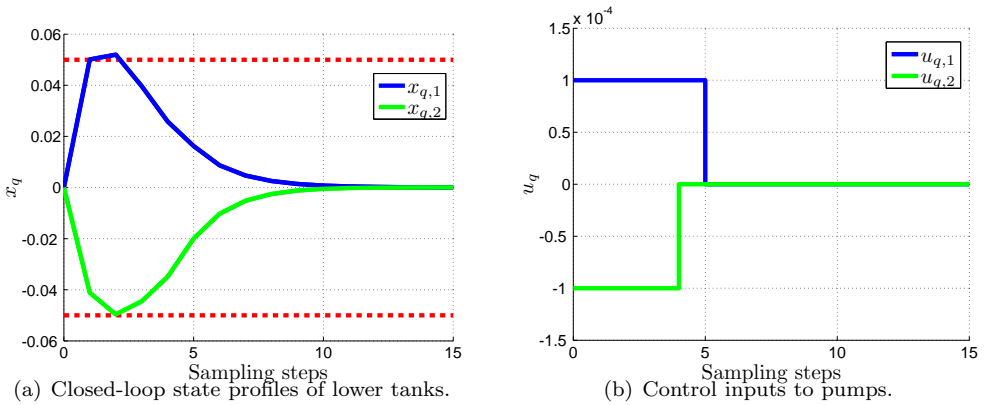 0.06
0.04
0.02
0
-0.02
-0.04
-0.06
x_q
x_{q,1}
x_{q,2}
0 5 10 15
Sampling steps
(a) Closed-loop state profiles of lower tanks.
1.5 x 10^{-4}
1
0.5
0
-0.5
-1
-1.5
u_q
u_{q,1}
u_{q,2}
0 5 10 15
Sampling steps
(b) Control inputs to pumps.